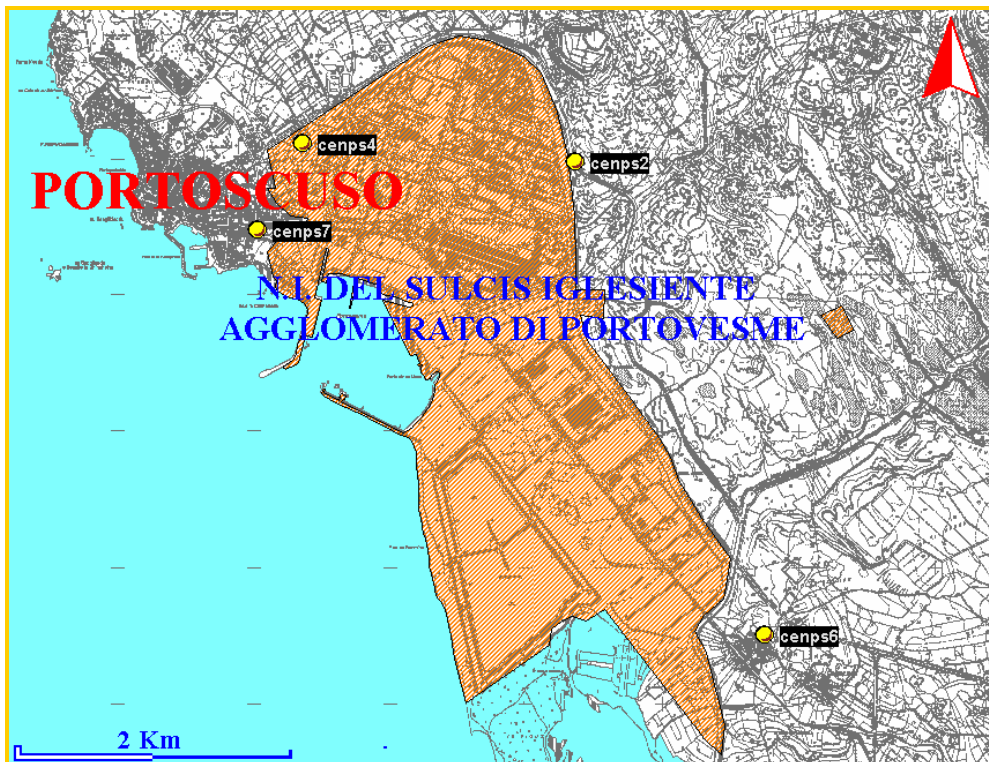 cenps4
cenps2
PORTOSCUSO
cenps7
N.I. DEL SULCIS IGLESIENTE
AGGLOMERATO DI PORTOVESME
cenps6
2 Km